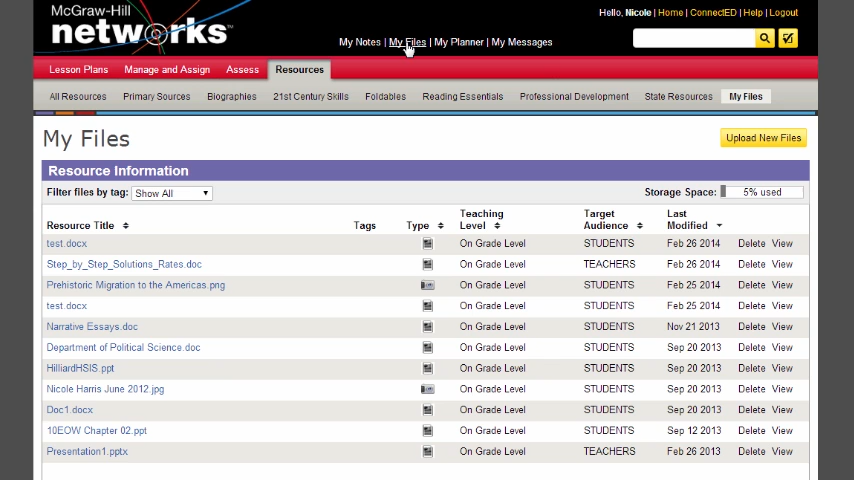 McGraw-Hill
networks™
Hello, Nicole | Home | ConnectED | Help | Logout
My Notes | My Files | My Planner | My Messages
Lesson Plans Manage and Assign Assess Resources
All Resources Primary Sources Biographies 21st Century Skills Foldables Reading Essentials Professional Development State Resources My Files
My Files
Upload New Files
Resource Information
Filter files by tag: Show All Storage Space: 5% used
Resource Title Tags Type Teaching Level Target Audience Last Modified
test.docx On Grade Level STUDENTS Feb 26 2014 Delete View
Step_by_Step_Solutions_Rates.doc On Grade Level TEACHERS Feb 26 2014 Delete View
Prehistoric Migration to the Americas.png On Grade Level STUDENTS Feb 25 2014 Delete View
test.docx On Grade Level STUDENTS Feb 25 2014 Delete View
Narrative Essays.doc On Grade Level STUDENTS Nov 21 2013 Delete View
Department of Political Science.doc On Grade Level STUDENTS Sep 20 2013 Delete View
HilliardHSIS.ppt On Grade Level STUDENTS Sep 20 2013 Delete View
Nicole Harris June 2012.jpg On Grade Level STUDENTS Sep 20 2013 Delete View
Doc1.docx On Grade Level STUDENTS Sep 20 2013 Delete View
10EOW Chapter 02.ppt On Grade Level STUDENTS Sep 12 2013 Delete View
Presentation1.pptx On Grade Level TEACHERS Feb 26 2013 Delete View